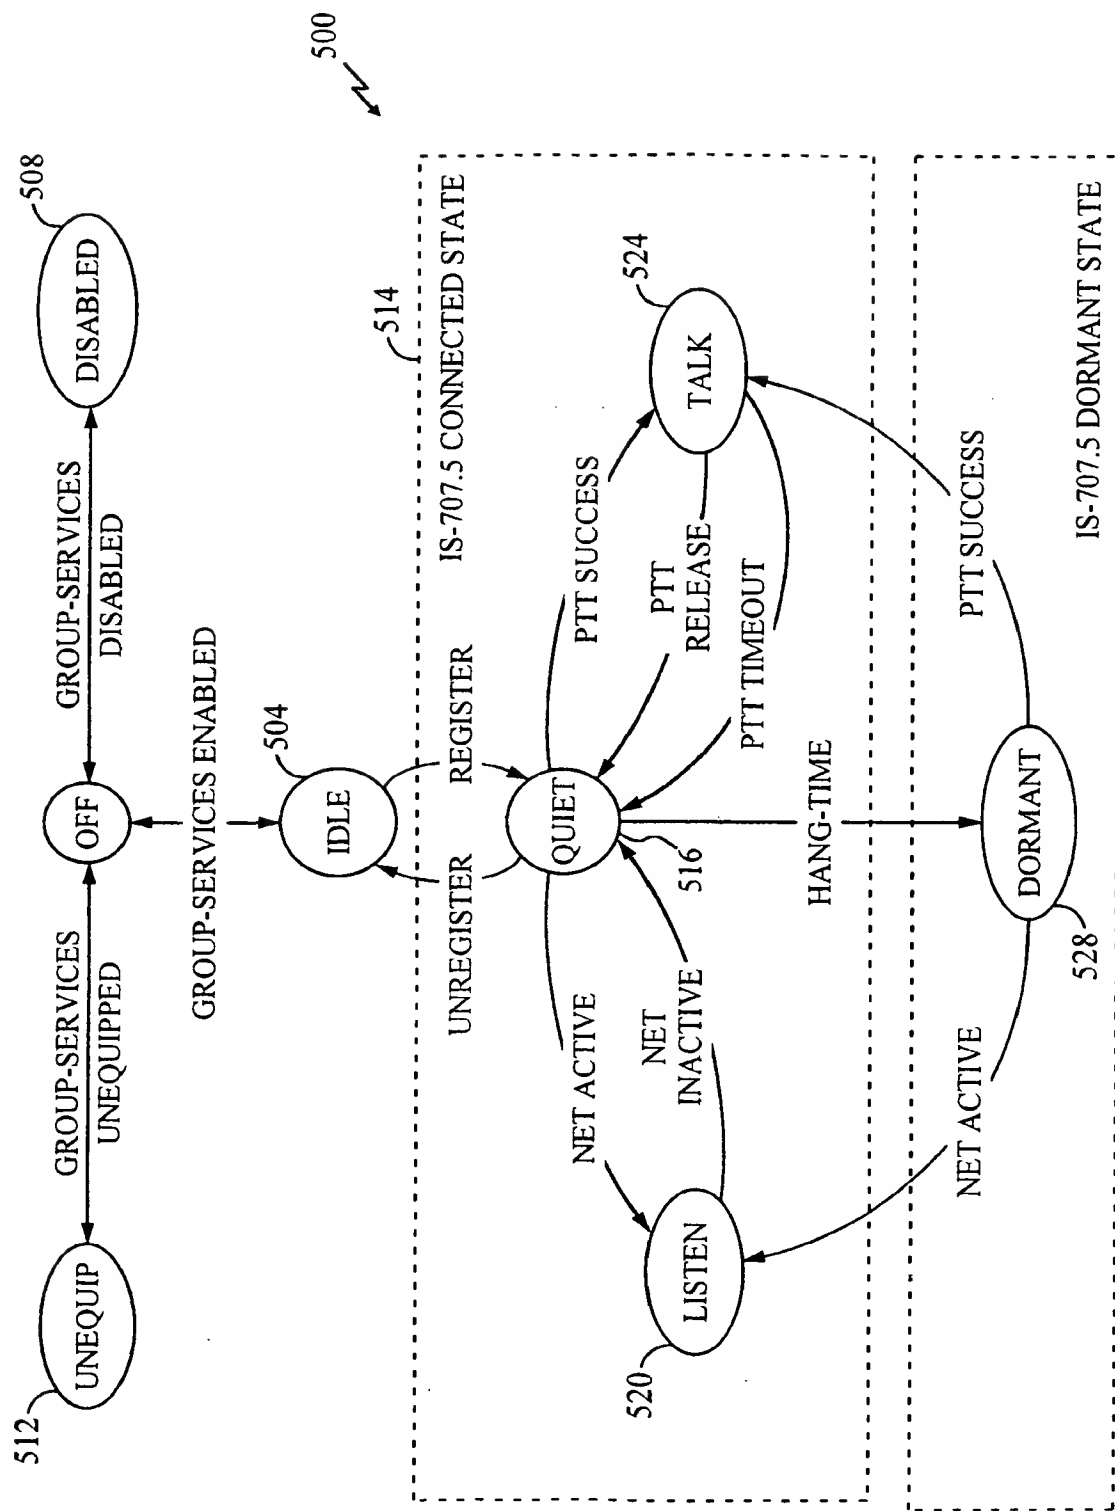 500
512
UNEQUIP
GROUP-SERVICES
UNEQUIPPED
OFF
GROUP-SERVICES
DISABLED
DISABLED
508
GROUP-SERVICES ENABLED
IDLE
504
UNREGISTER
REGISTER
514
IS-707.5 CONNECTED STATE
QUIET
516
NET ACTIVE
NET
INACTIVE
PTT SUCCESS
PTT
RELEASE
PTT TIMEOUT
LISTEN
520
TALK
524
HANG-TIME
NET ACTIVE
PTT SUCCESS
DORMANT
528
IS-707.5 DORMANT STATE